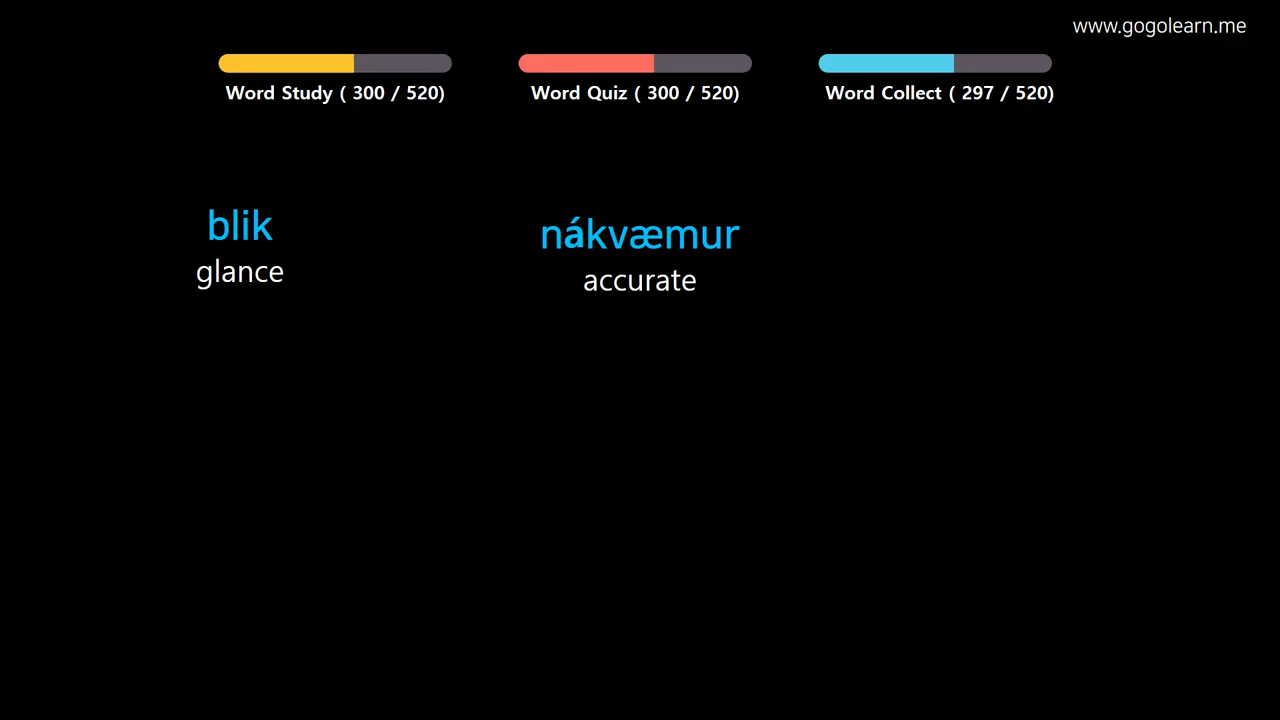 www.gogolearn.me
Word Study ( 300 / 520)
Word Quiz ( 300 / 520)
Word Collect ( 297 / 520)
blik
glance
nákvæmur
accurate